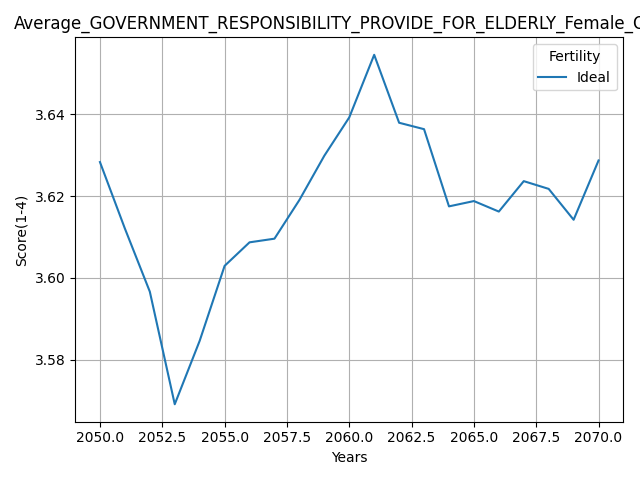 Average_GOVERNMENT_RESPONSIBILITY_PROVIDE_FOR_ELDERLY_Female_
Fertility
Ideal
Score(1-4)
3.64
3.62
3.60
3.58
2050.0 2052.5 2055.0 2057.5 2060.0 2062.5 2065.0 2067.5 2070.0
Years